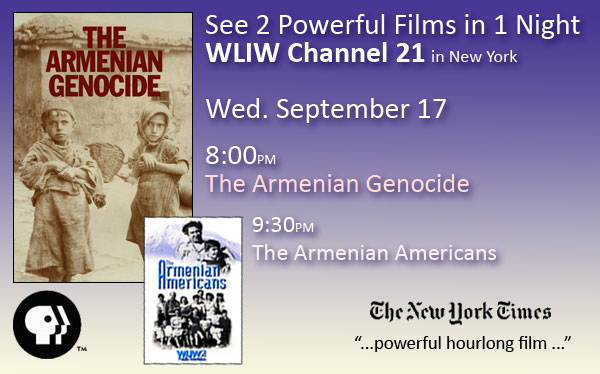 THE
ARMENIAN
GENOCIDE
See 2 Powerful Films in 1 Night
WLIW Channel 21 in New York
Wed. September 17
8:00PM
The Armenian Genocide
9:30PM
The Armenian Americans
The
Armenian
Americans
WLIW21
TM
The New York Times
“...powerful hourlong film ...”